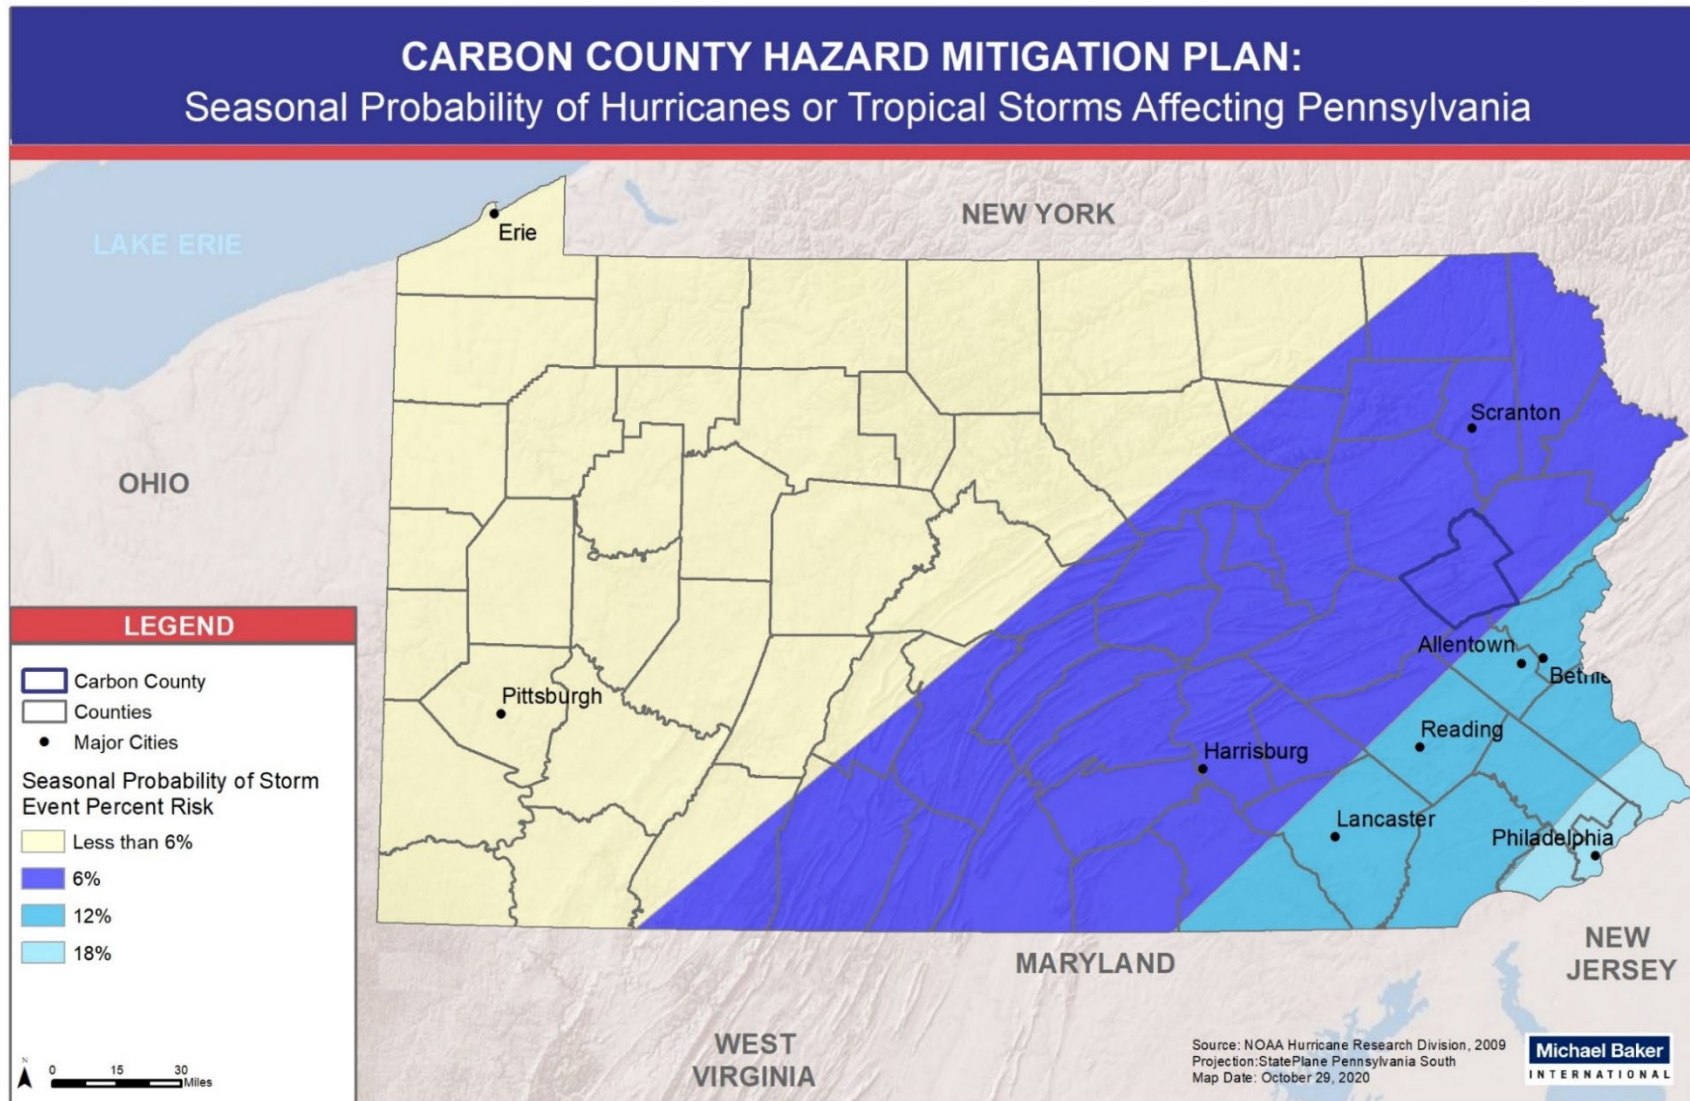 CARBON COUNTY HAZARD MITIGATION PLAN:
Seasonal Probability of Hurricanes or Tropical Storms Affecting Pennsylvania
NEW YORK
Erie
LAKE ERIE
Scranton
OHIO
LEGEND
Carbon County
Counties
Major Cities
Seasonal Probability of Storm
Event Percent Risk
Less than 6%
6%
12%
18%
N
0 15 30
Miles
Allentown
Bethle
Pittsburgh
Reading
Harrisburg
Lancaster
Philadelphia
MARYLAND
NEW
JERSEY
WEST
VIRGINIA
Source: NOAA Hurricane Research Division, 2009
Projection:StatePlane Pennsylvania South
Map Date: October 29, 2020
Michael Baker
INTERNATIONAL